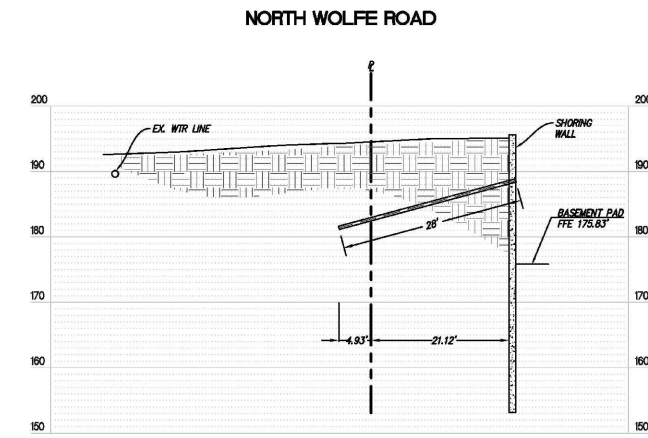 NORTH WOLFE ROAD
℄
200
200
EX. WTR LINE
SHORING
WALL
190
190
28'
BASEMENT PAD
FFE 175.83'
180
180
170
170
4.93'
21.12'
160
160
150
150